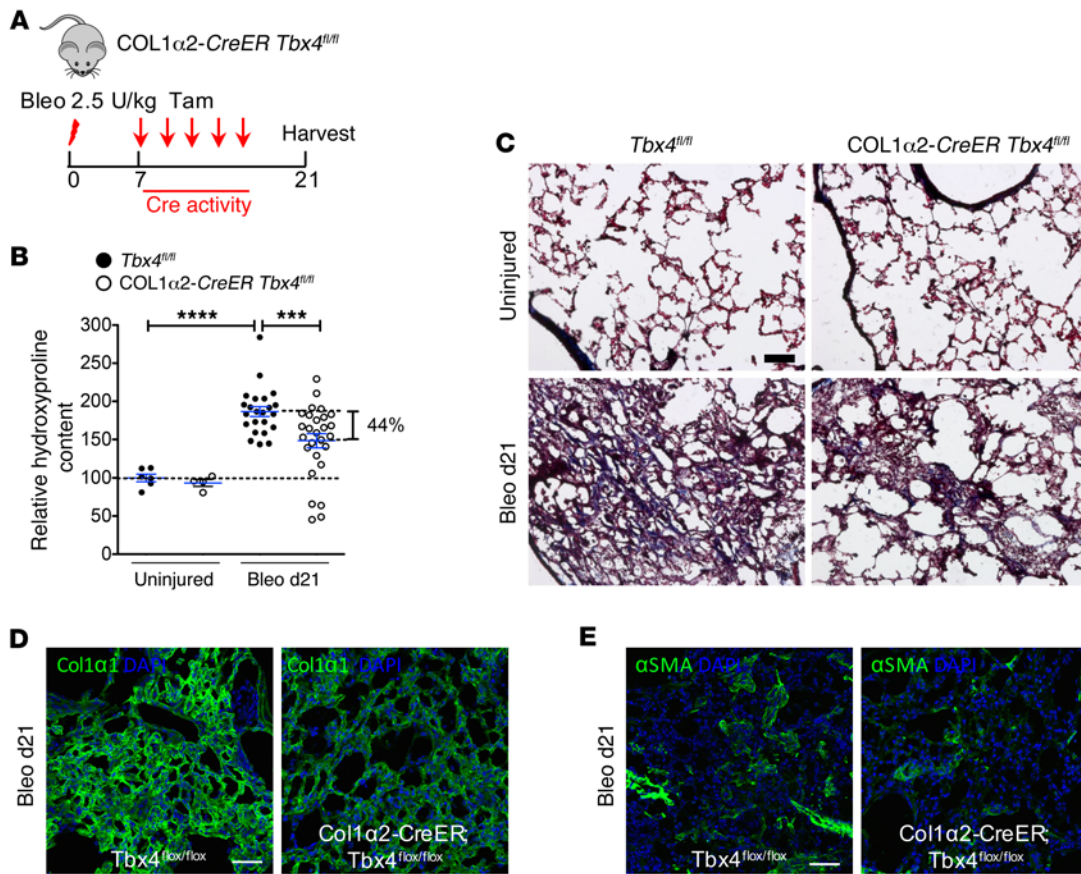 A
COL1α2-CreER Tbx4fl/fl
Bleo 2.5 U/kg Tam
Harvest
0 7 21
Cre activity
B
Tbx4fl/fl
COL1α2-CreER Tbx4fl/fl
**** ***
Relative hydroxyproline
content
300
250
200
150
100
50
0
44%
Uninjured Bleo d21
C
Tbx4fl/fl COL1α2-CreER Tbx4fl/fl
Uninjured
Bleo d21
D
Bleo d21
Col1α1 DAPI
Tbx4flox/flox
Col1α1 DAPI
Col1α2-CreER;
Tbx4flox/flox
E
Bleo d21
αSMA DAPI
Tbx4flox/flox
αSMA DAPI
Col1α2-CreER;
Tbx4flox/flox